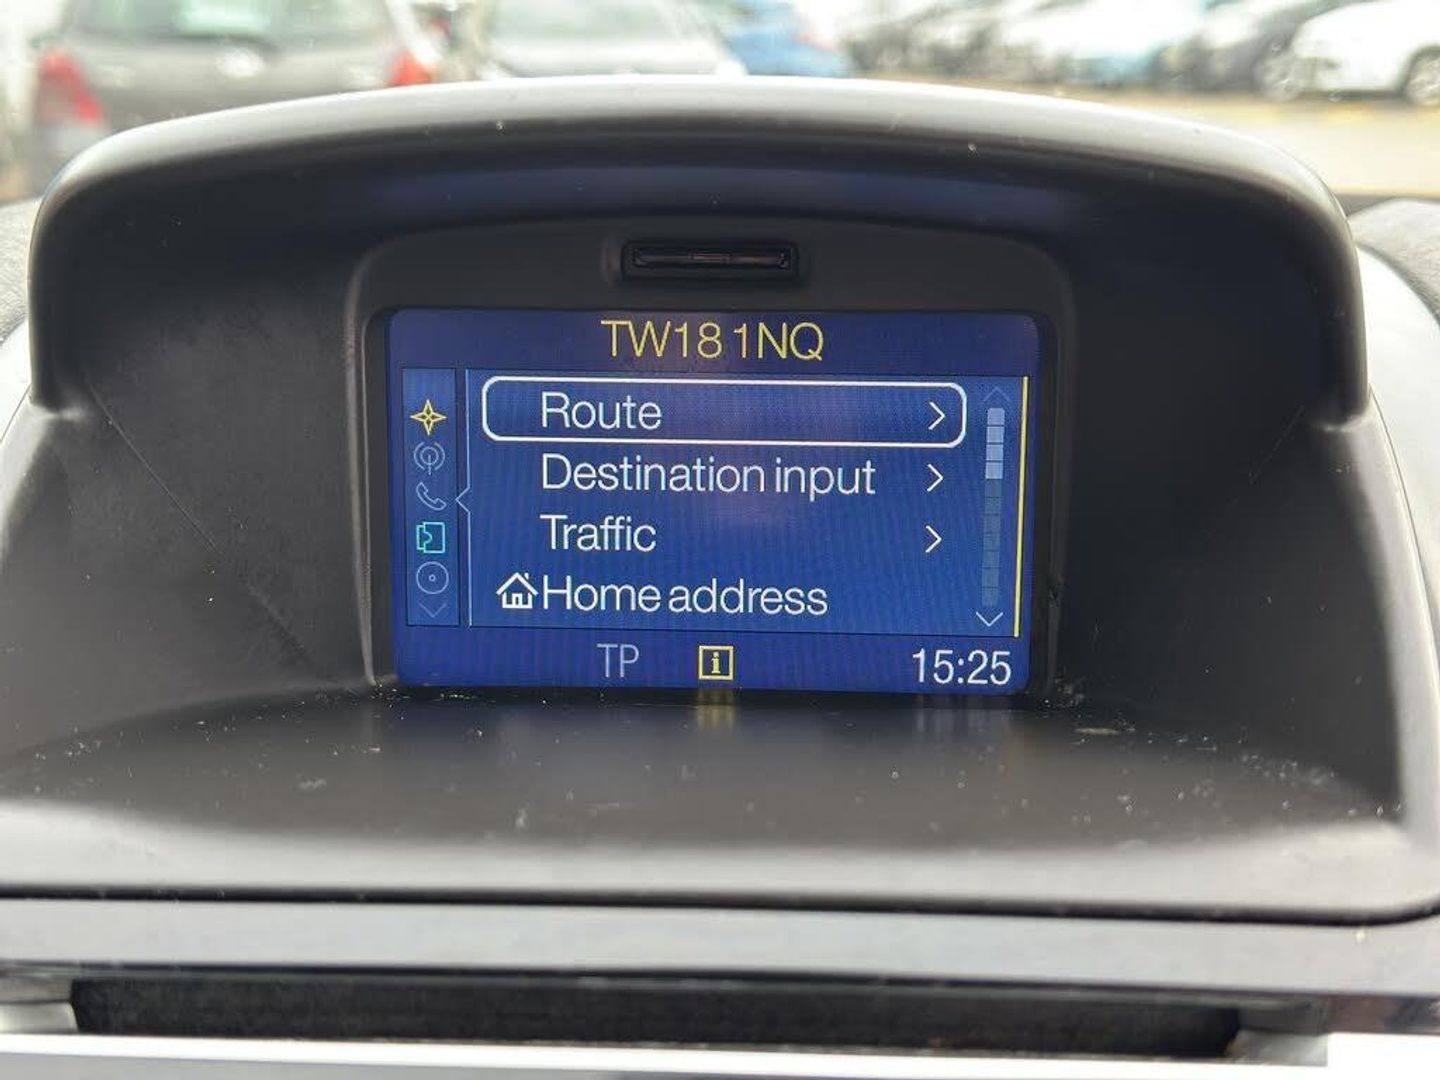 TW18 1NQ
Route
Destination input
Traffic
Home address
TP i 15:25